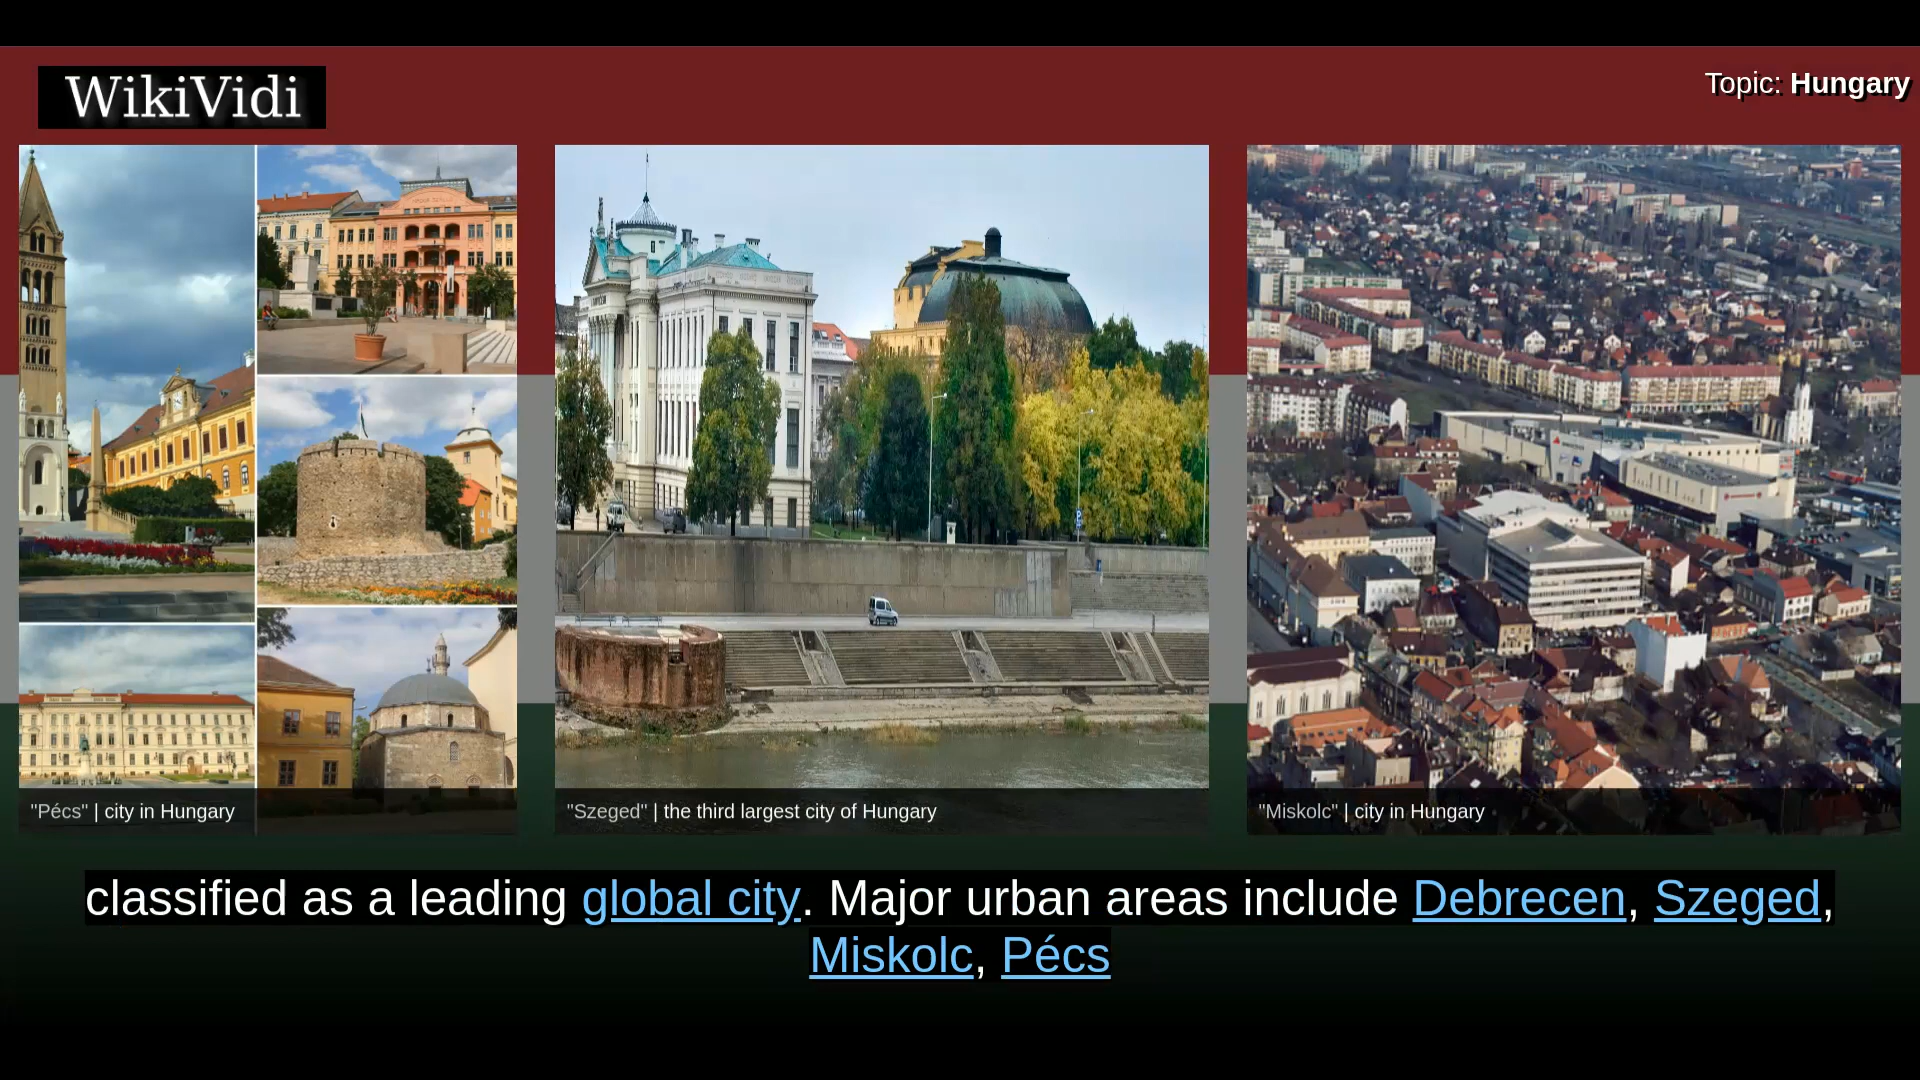 WikiVidi
Topic: Hungary
"Pécs" | city in Hungary
"Szeged" | the third largest city of Hungary
"Miskolc" | city in Hungary
classified as a leading global city. Major urban areas include Debrecen, Szeged,
Miskolc, Pécs